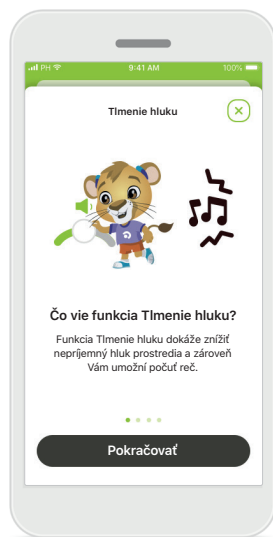 PH
9:41 AM
100%
Tlmenie hluku
Čo vie funkcia Tlmenie hluku?
Funkcia Tlmenie hluku dokáže znížiť
nepríjemný hluk prostredia a zároveň
Vám umožní počuť reč.
Pokračovať